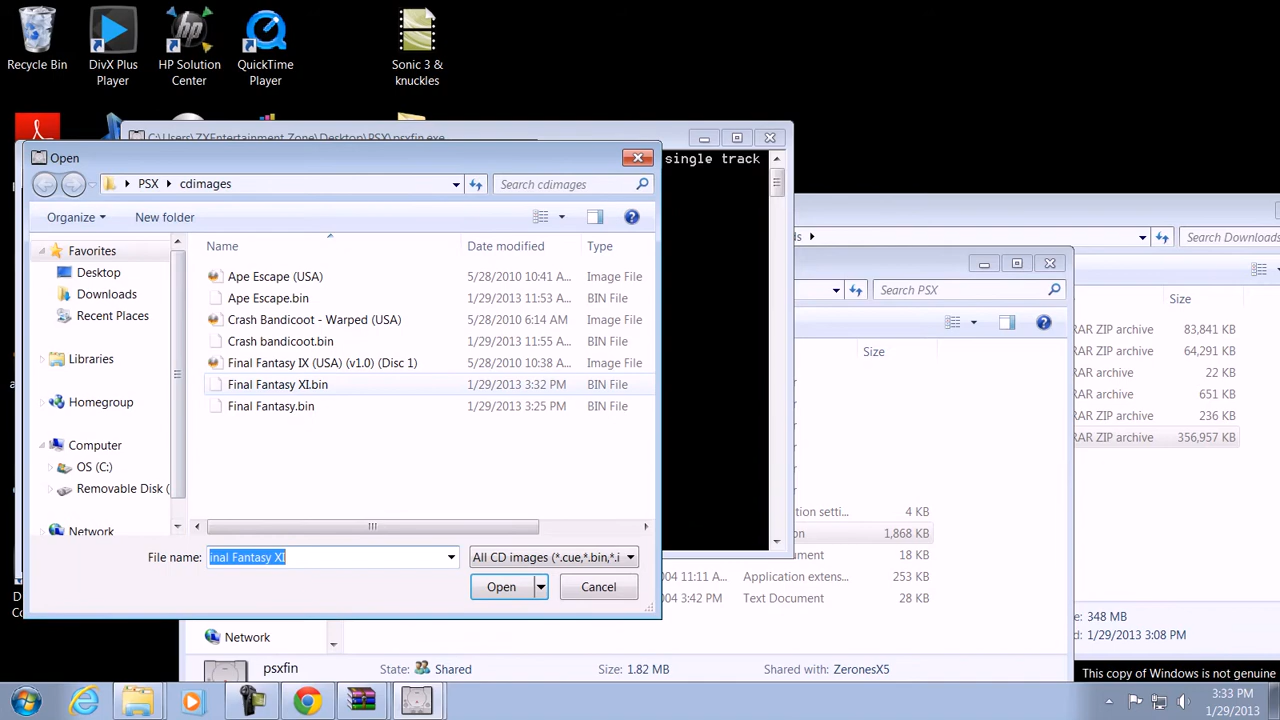 Recycle Bin
DivX Plus Player
HP Solution Center
QuickTime Player
Sonic 3 & knuckles
C:\Users\ZXEntertainment Zone\Desktop\PSX\psxfin.exe
single track
Open
PSX cdimages
Search cdimages
Organize New folder
Name Date modified Type
Favorites
Desktop
Downloads
Recent Places
Libraries
Homegroup
Computer
OS (C:)
Removable Disk (
Network
Ape Escape (USA) 5/28/2010 10:41 A... Image File
Ape Escape.bin 1/29/2013 11:53 A... BIN File
Crash Bandicoot - Warped (USA) 5/28/2010 6:14 AM Image File
Crash bandicoot.bin 1/29/2013 11:55 A... BIN File
Final Fantasy IX (USA) (v1.0) (Disc 1) 5/28/2010 10:38 A... Image File
Final Fantasy XI.bin 1/29/2013 3:32 PM BIN File
Final Fantasy.bin 1/29/2013 3:25 PM BIN File
File name: inal Fantasy XI All CD images (*.cue,*.bin,*.i
Open Cancel
Search PSX
Size
4 KB
1,868 KB
18 KB
Application extens... 253 KB
Text Document 28 KB
Network
psxfin State: Shared Size: 1.82 MB Shared with: ZeronesX5
Search Downloads
Size
RAR ZIP archive 83,841 KB
RAR ZIP archive 64,291 KB
RAR ZIP archive 22 KB
RAR ZIP archive 651 KB
RAR ZIP archive 236 KB
RAR ZIP archive 356,957 KB
348 MB
1/29/2013 3:08 PM
This copy of Windows is not genuine
3:33 PM
1/29/2013